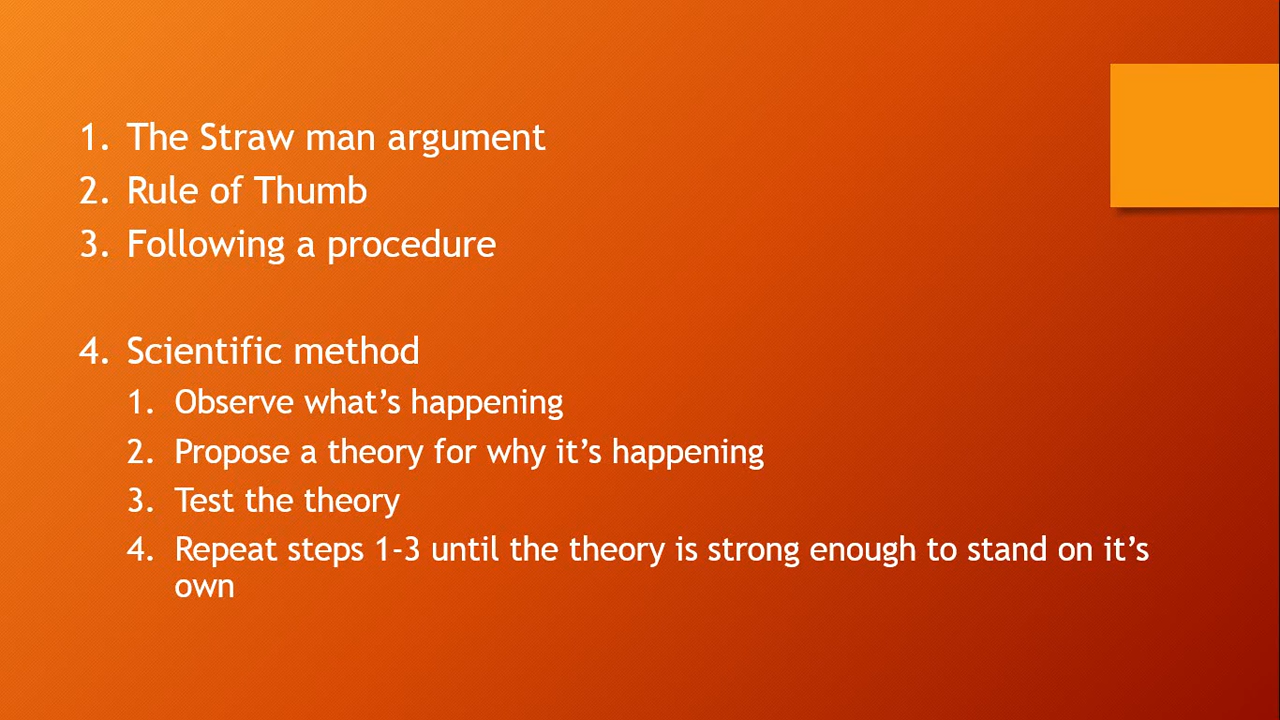 1. The Straw man argument
2. Rule of Thumb
3. Following a procedure
4. Scientific method
1. Observe what’s happening
2. Propose a theory for why it’s happening
3. Test the theory
4. Repeat steps 1-3 until the theory is strong enough to stand on it’s
own